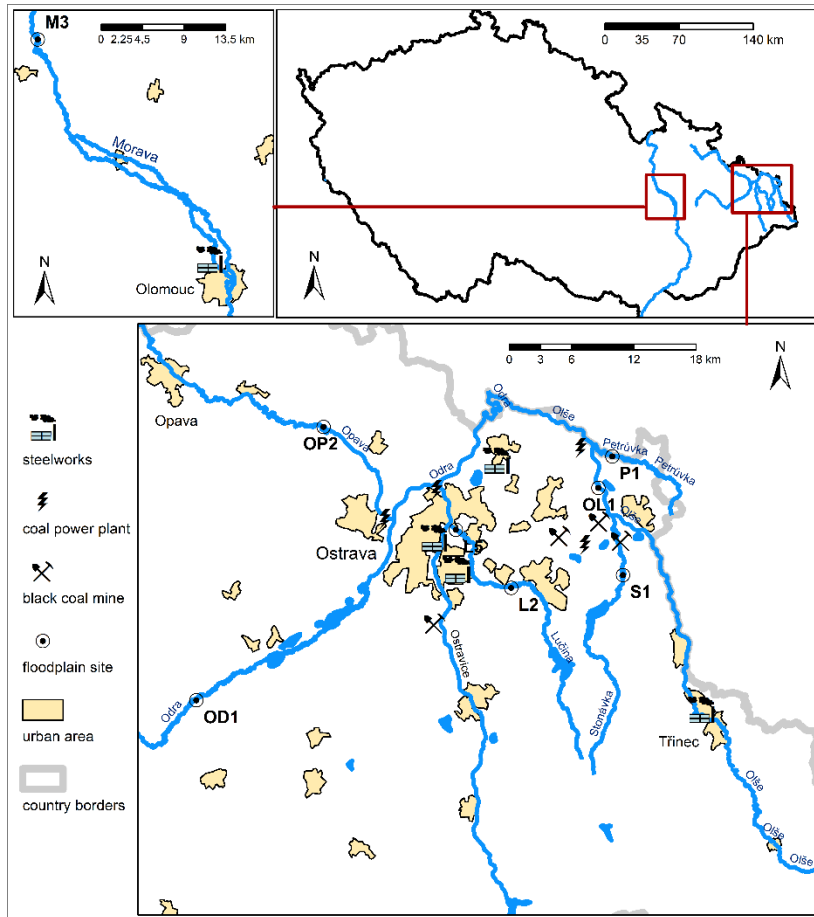 M3
0 2.25 4,5 9 13.5 km
Morava
N
Olomouc
0 35 70 140 km
N
0 3 6 12 18 km
N
Opava
OP2
Opava
Odra
Odra
Olše
Petrůvka
Petrůvka
P1
OL1
Olše
Ostrava
L5
L2
S1
Lučina
Stonávka
Ostravice
Odra
OD1
Třinec
Olše
Olše
Olše
steelworks
coal power plant
black coal mine
floodplain site
urban area
country borders